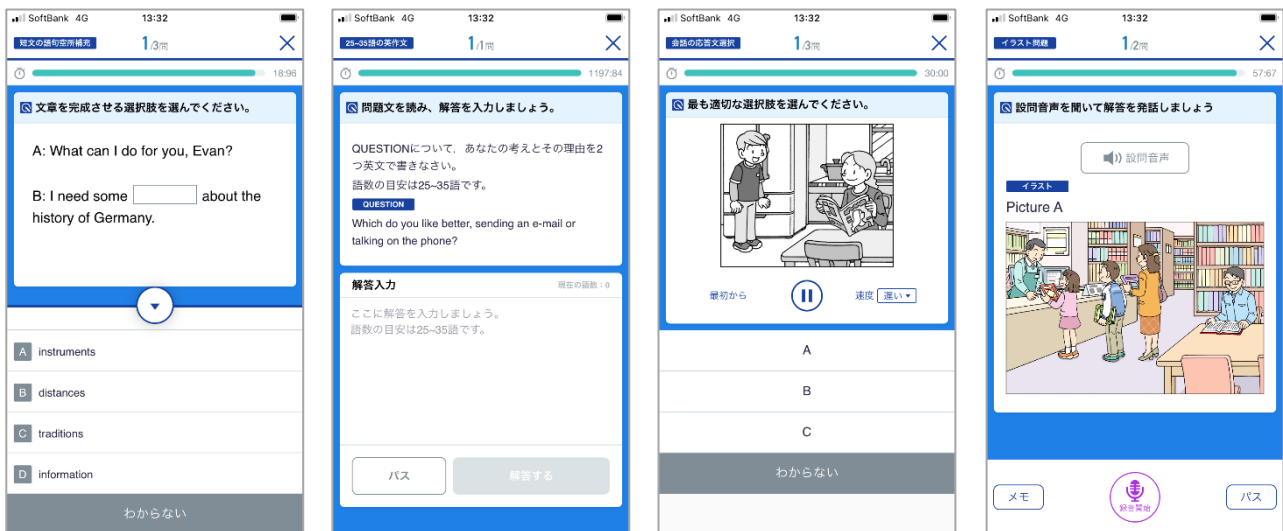 SoftBank 4G 13:32
短文の語句空所補充
1/3問
18:96
文章を完成させる選択肢を選んでください。
A: What can I do for you, Evan?
B: I need some about the
history of Germany.
A instruments
B distances
C traditions
D information
わからない
SoftBank 4G 13:32
25~35語の英作文
1/1問
1197:84
問題文を読み、解答を入力しましょう。
QUESTIONについて、あなたの考えとその理由を2
つ英文で書きなさい。
語数の目安は25~35語です。
QUESTION
Which do you like better, sending an e-mail or
talking on the phone?
解答入力
現在の語数:0
ここに解答を入力しましょう。
語数の目安は25~35語です。
パス
解答する
SoftBank 4G 13:32
会話の応答文選択
1/3問
30:00
最も適切な選択肢を選んでください。
最初から
速度 遅い
A
B
C
わからない
SoftBank 4G 13:32
イラスト問題
1/2問
57:67
設問音声を聞いて解答を発話しましょう
設問音声
イラスト
Picture A
メモ
録音開始
パス